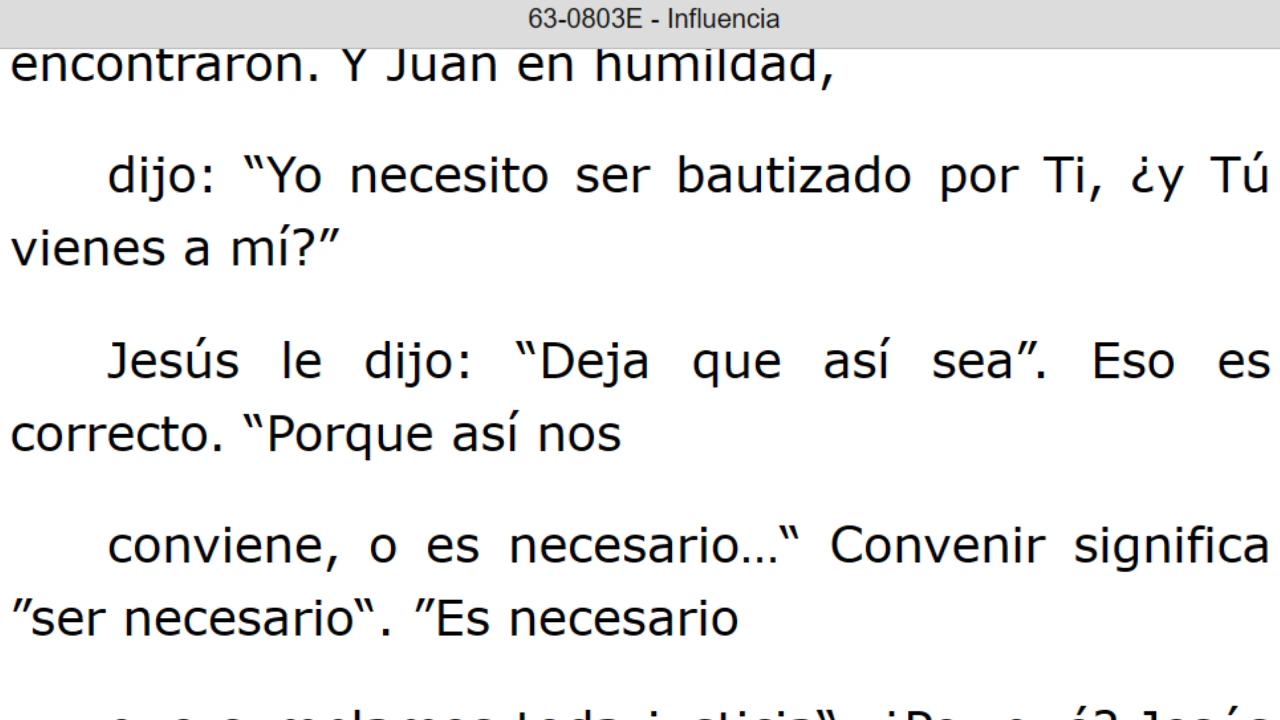 63-0803E - Influencia
encontraron. Y Juan en humildad,
dijo: “Yo necesito ser bautizado por Ti, ¿y Tú
vienes a mí?”
Jesús le dijo: “Deja que así sea”. Eso es
correcto. “Porque así nos
conviene, o es necesario…“ Convenir significa
”ser necesario“. ”Es necesario